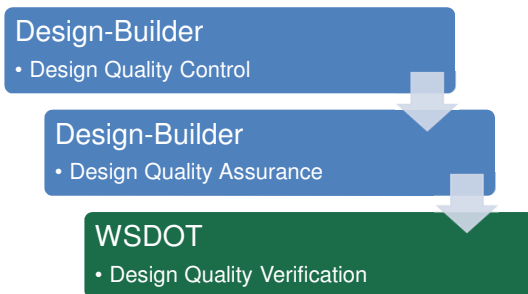 Design-Builder
• Design Quality Control
Design-Builder
• Design Quality Assurance
WSDOT
• Design Quality Verification